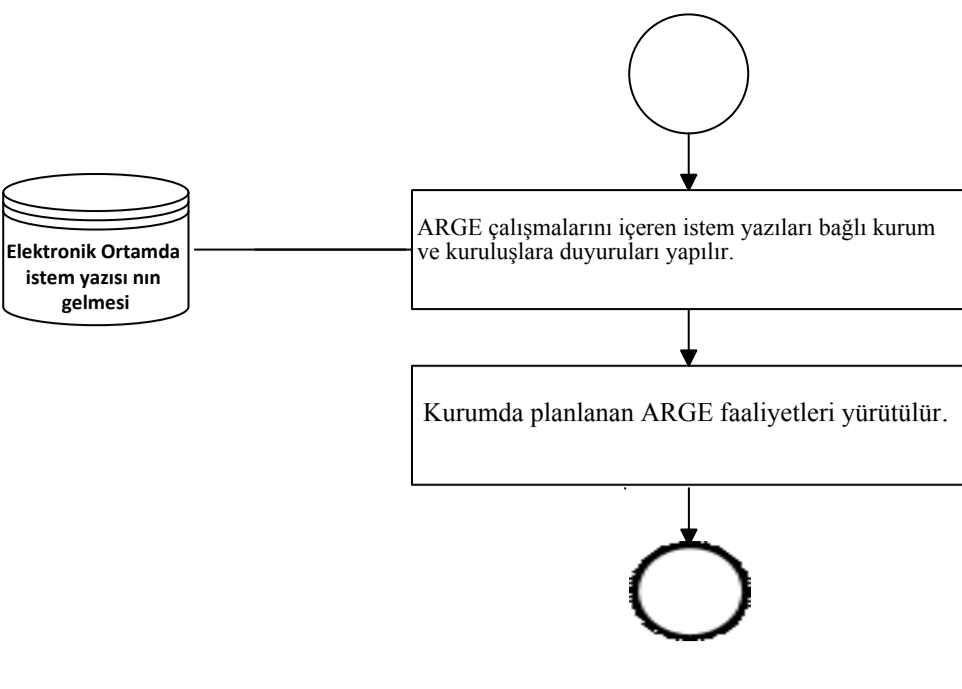 ARGE çalışmalarını içeren istem yazıları bağlı kurum
ve kuruluşlara duyuruları yapılır.
Elektronik Ortamda
istem yazısı nın
gelmesi
Kurumda planlanan ARGE faaliyetleri yürütülür.